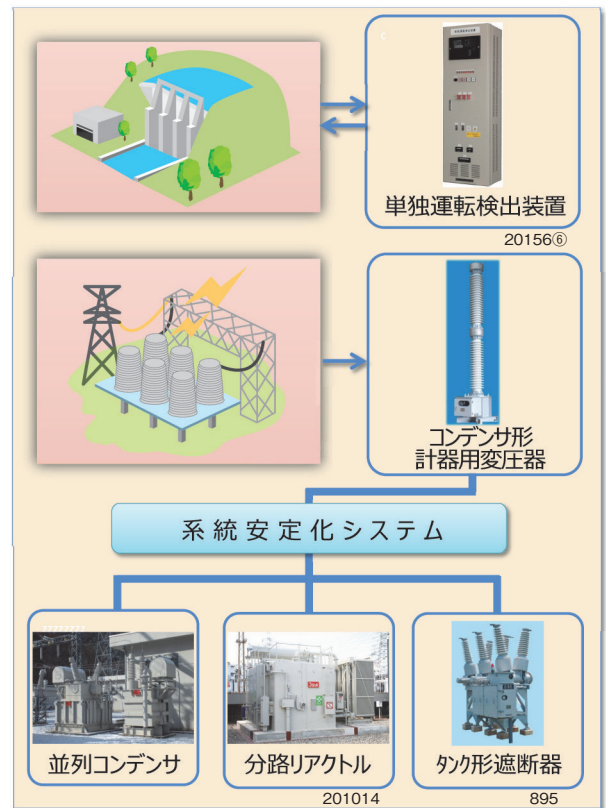 単独運転検出装置
20156⑥
コンデンサ形
計器用変圧器
系統安定化システム
並列コンデンサ
分路リアクトル
タンク形遮断器
201014
895